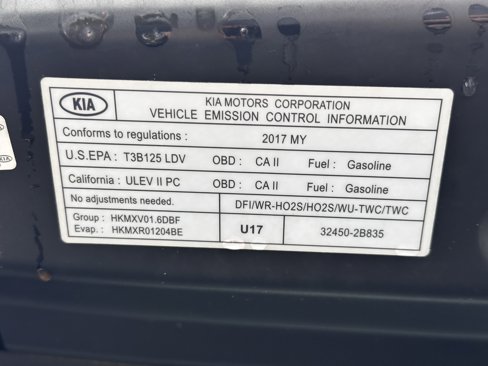 KIA
KIA MOTORS CORPORATION
VEHICLE EMISSION CONTROL INFORMATION
Conforms to regulations : 2017 MY
U.S.EPA : T3B125 LDV OBD : CA II Fuel : Gasoline
California : ULEV II PC OBD : CA II Fuel : Gasoline
No adjustments needed. DFI/WR-HO2S/HO2S/WU-TWC/TWC
Group : HKMXV01.6DBF
Evap. : HKMXR01204BE
U17 32450-2B835